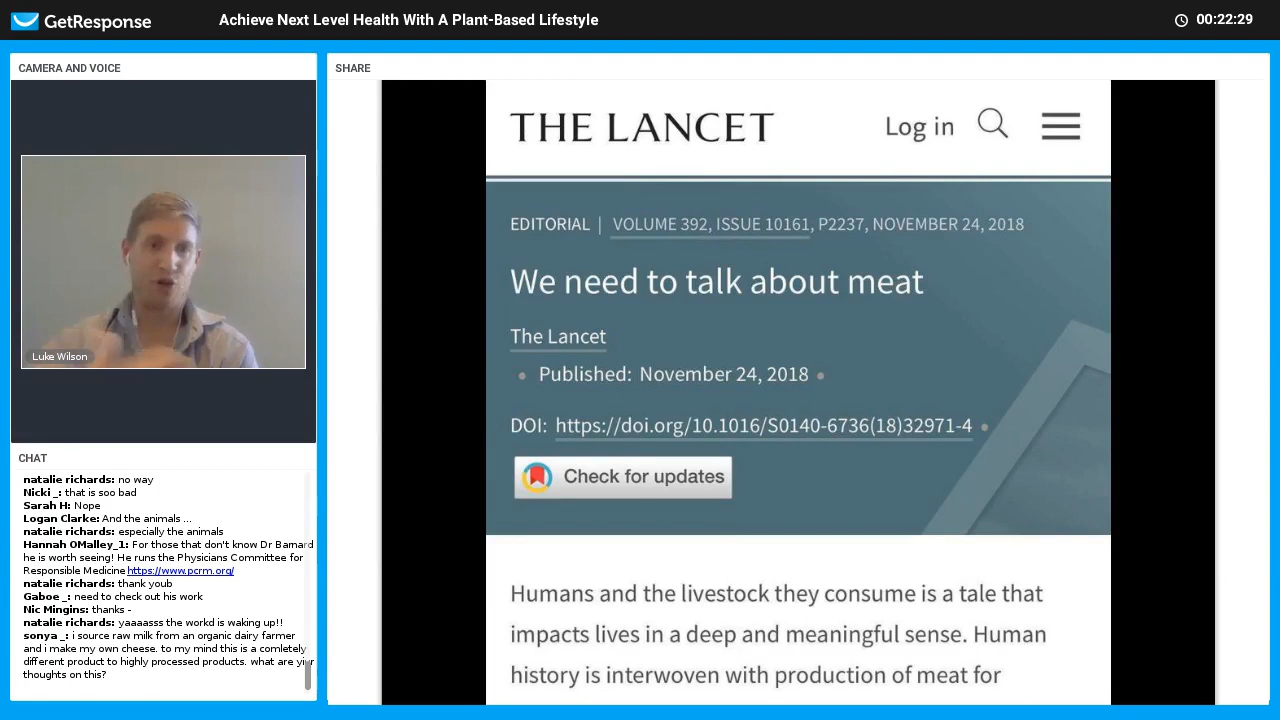 GetResponse
Achieve Next Level Health With A Plant-Based Lifestyle
00:22:29
CAMERA AND VOICE
Luke Wilson
CHAT
natalie richards: no way
Nicki _: that is soo bad
Sarah H: Nope
Logan Clarke: And the animals ...
natalie richards: especially the animals
Hannah OMalley_1: For those that don't know Dr Barnard
he is worth seeing! He runs the Physicians Committee for
Responsible Medicine https://www.pcrm.org/
natalie richards: thank youb
Gaboe _: need to check out his work
Nic Mingins: thanks -
natalie richards: yaaaasss the workd is waking up!!
sonya _: i source raw milk from an organic dairy farmer
and i make my own cheese. to my mind this is a comletely
different product to highly processed products. what are
thoughts on this?
SHARE
THE LANCET
Log in
EDITORIAL | VOLUME 392, ISSUE 10161, P2237, NOVEMBER 24, 2018
We need to talk about meat
The Lancet
• Published: November 24, 2018 •
DOI: https://doi.org/10.1016/S0140-6736(18)32971-4 •
Check for updates
Humans and the livestock they consume is a tale that
impacts lives in a deep and meaningful sense. Human
history is interwoven with production of meat for